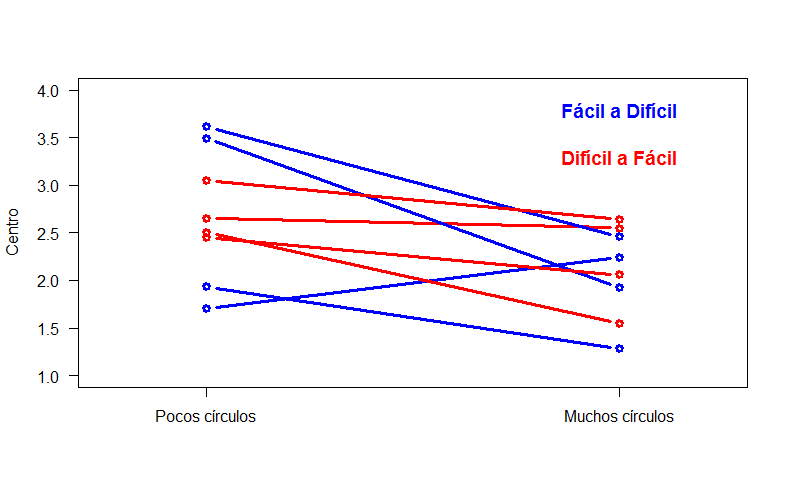 4.0
3.5
3.0
2.5
2.0
1.5
1.0
Centro
Fácil a Difícil
Difícil a Fácil
Pocos círculos
Muchos círculos